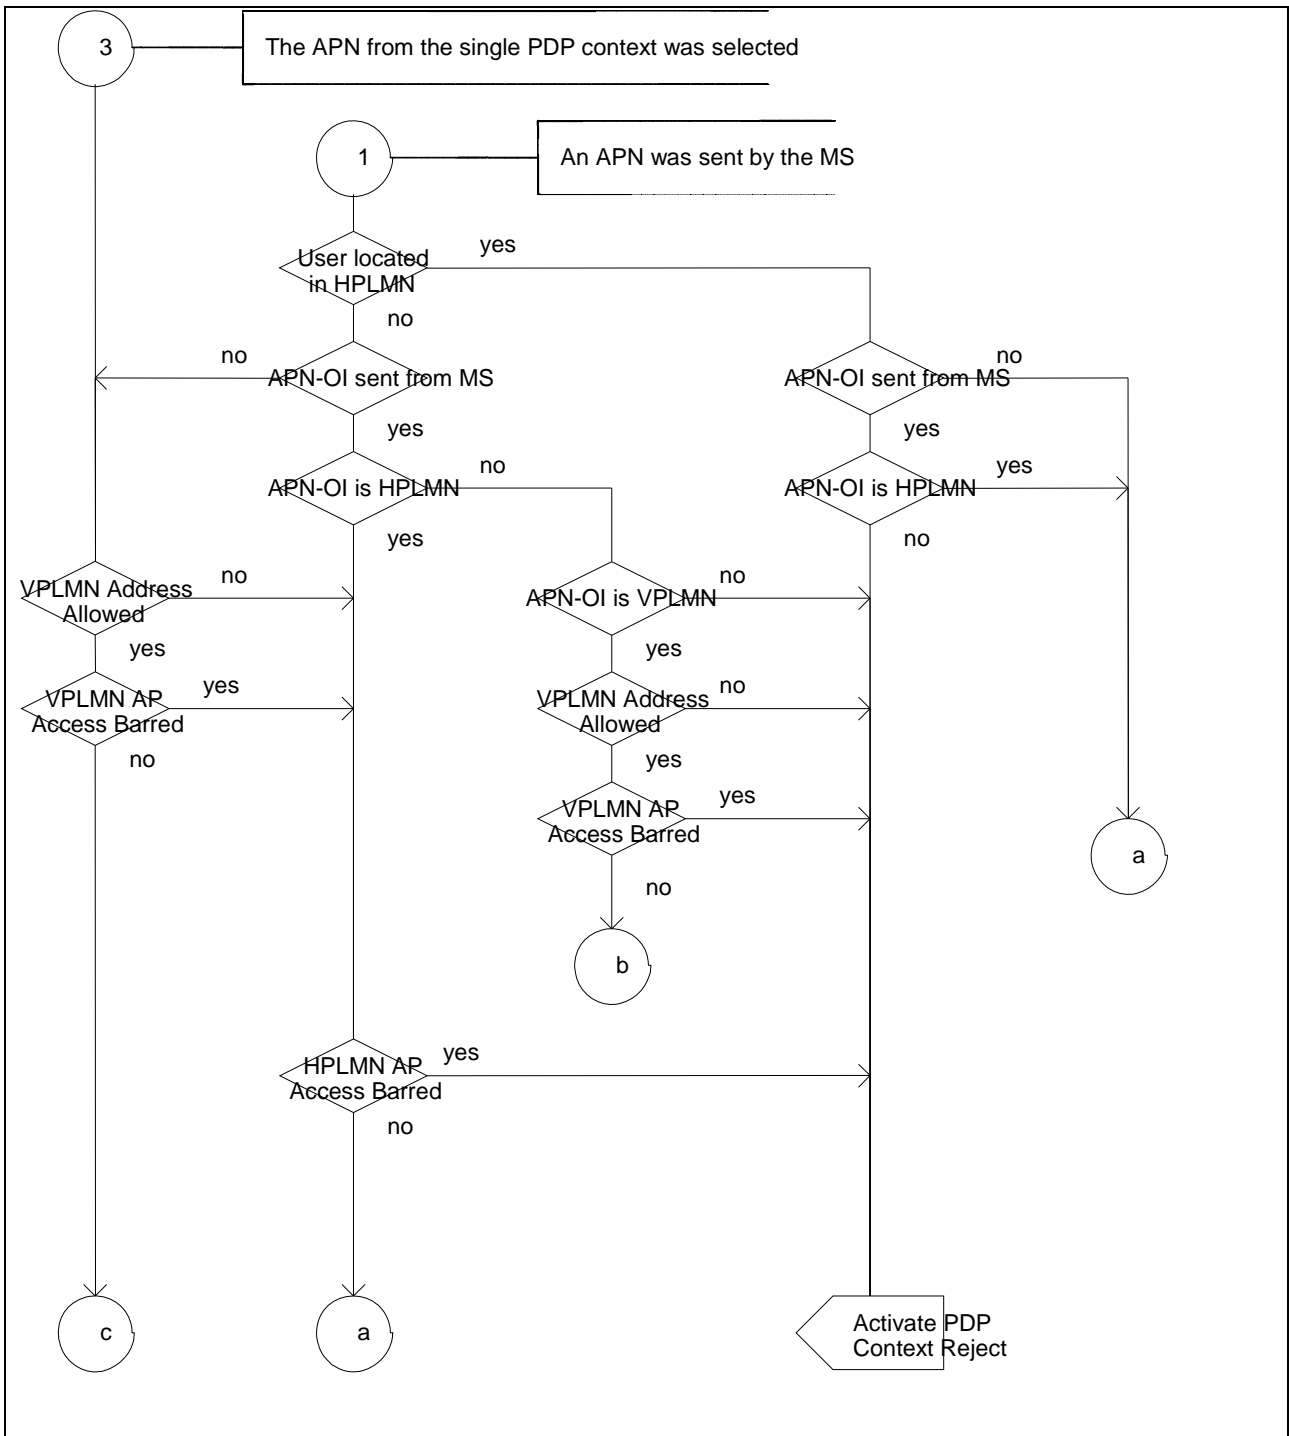 3
The APN from the single PDP context was selected
1
An APN was sent by the MS
User located
in HPLMN
yes
no
no
APN-OI sent from MS
APN-OI sent from MS
no
yes
yes
APN-OI is HPLMN
no
APN-OI is HPLMN
yes
yes
no
VPLMN Address
Allowed
no
APN-OI is VPLMN
no
yes
yes
VPLMN AP
Access Barred
yes
VPLMN Address
Allowed
no
no
yes
VPLMN AP
Access Barred
yes
no
a
b
HPLMN AP
Access Barred
yes
no
c
a
Activate PDP
Context Reject